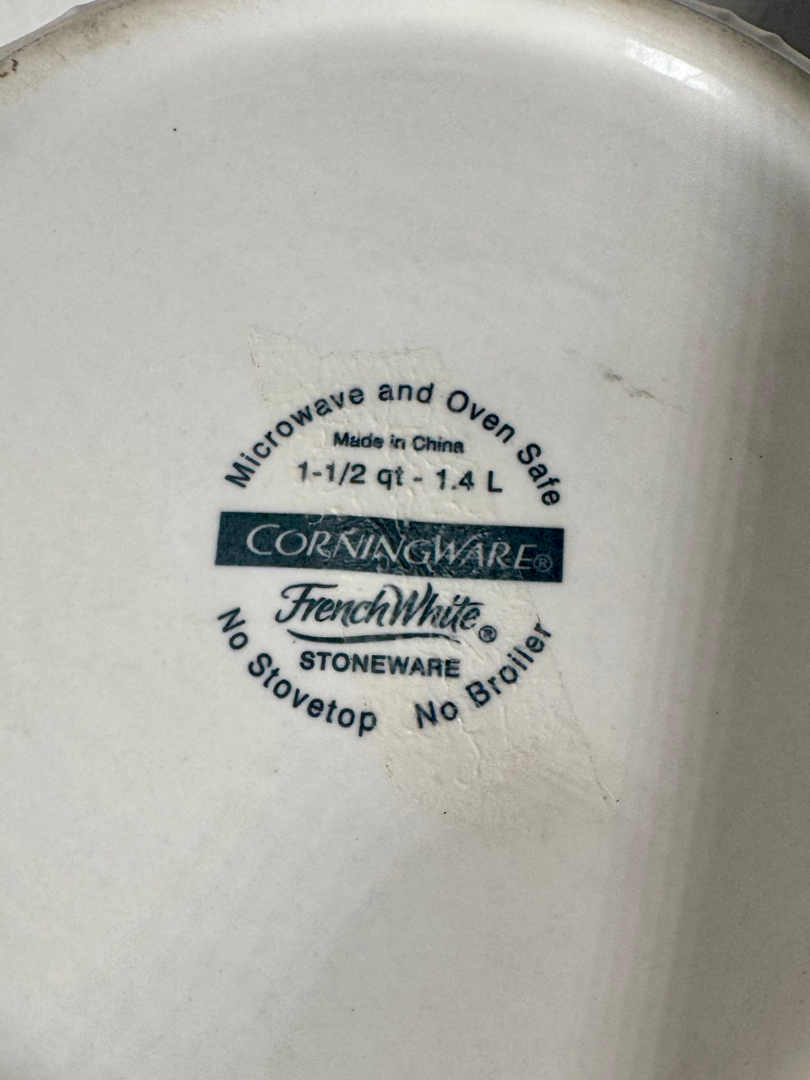 Microwave and Oven Safe
Made in China
1-1/2 qt - 1.4 L
CORNINGWARE®
French White®
STONEWARE
No Stovetop No Broiler